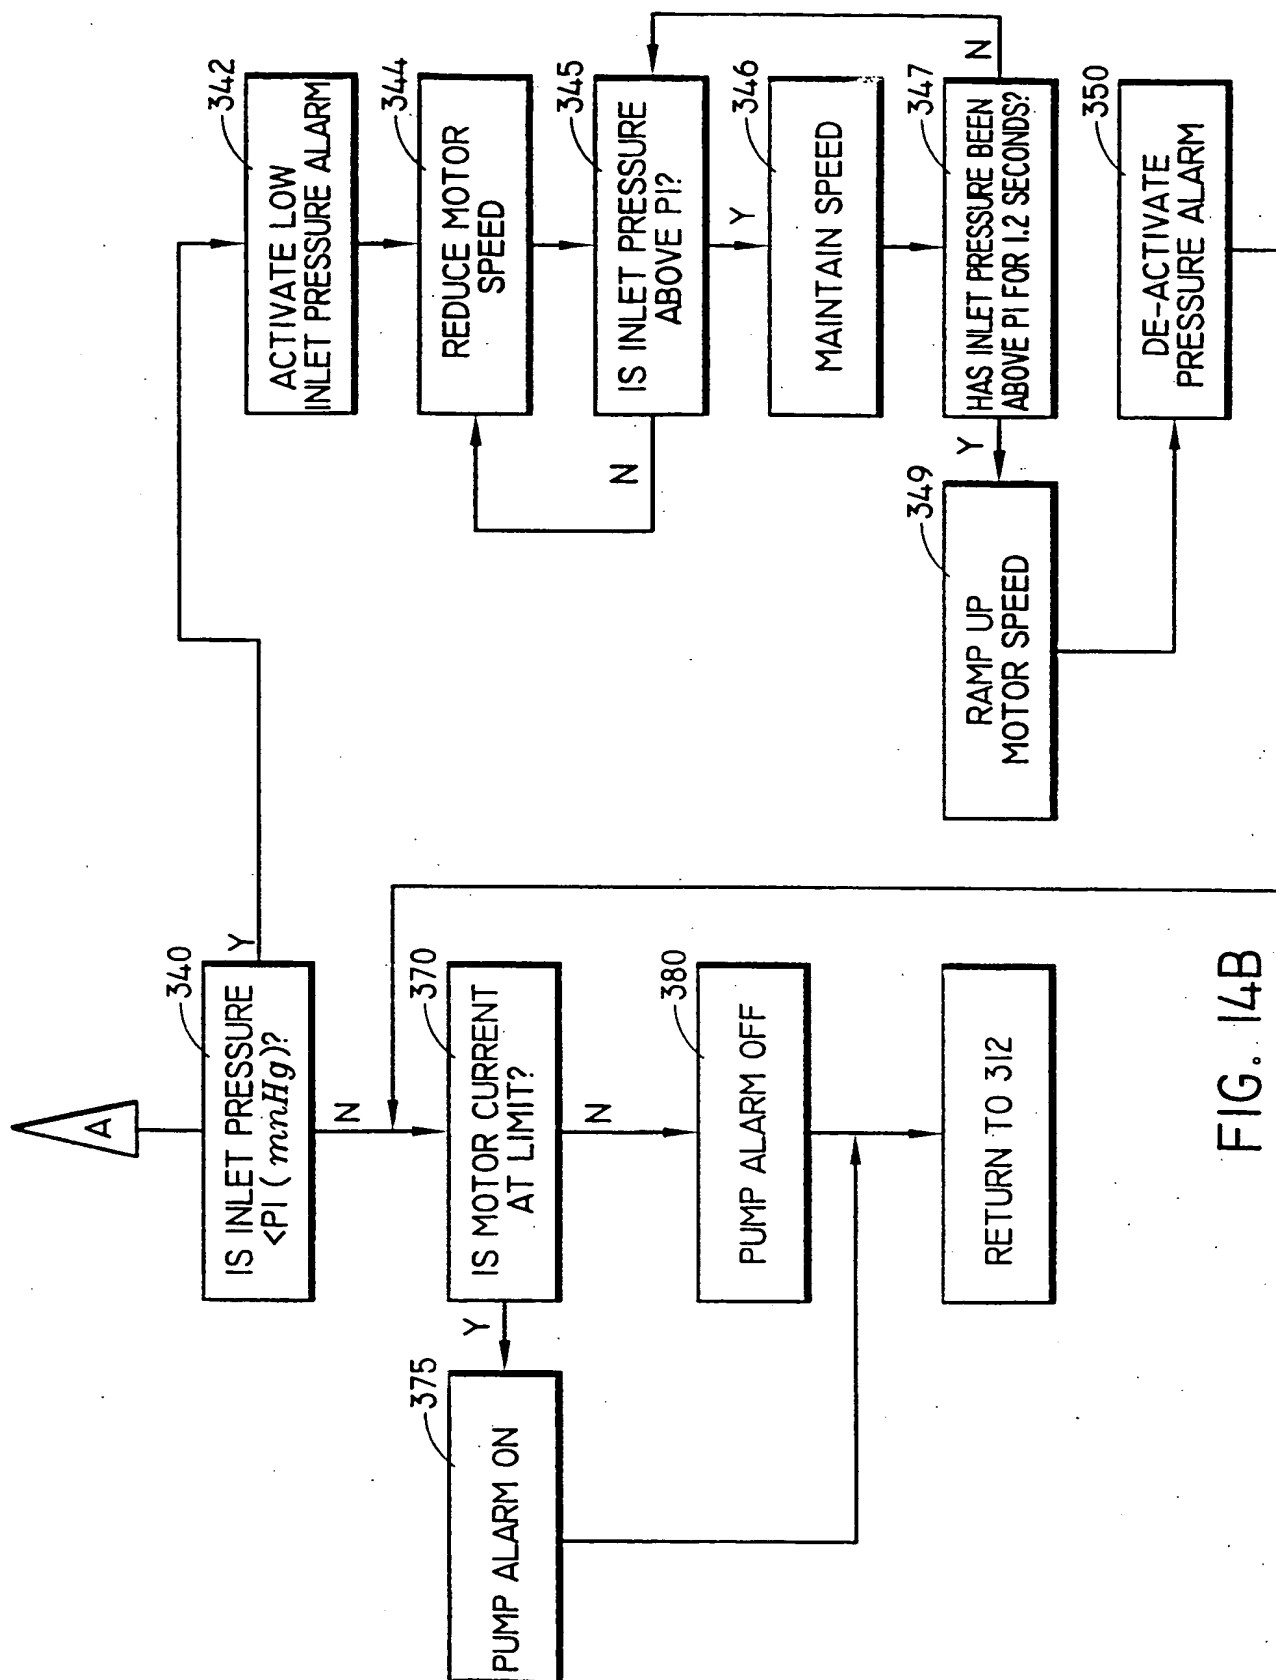 A
340
IS INLET PRESSURE
<PI (mnHg)?
Y
N
342
ACTIVATE LOW
INLET PRESSURE ALARM
344
REDUCE MOTOR
SPEED
345
IS INLET PRESSURE
ABOVE PI?
N
Y
346
MAINTAIN SPEED
347
HAS INLET PRESSURE BEEN
ABOVE PI FOR 1.2 SECONDS?
N
Y
349
RAMP UP
MOTOR SPEED
350
DE-ACTIVATE
PRESSURE ALARM
370
IS MOTOR CURRENT
AT LIMIT?
Y
N
375
PUMP ALARM ON
380
PUMP ALARM OFF
RETURN TO 312
FIG. 14B